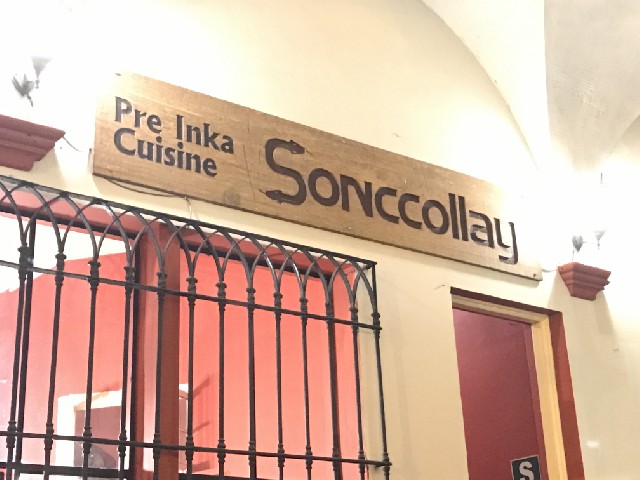 Pre Inka
Cuisine
Sonccollay
S